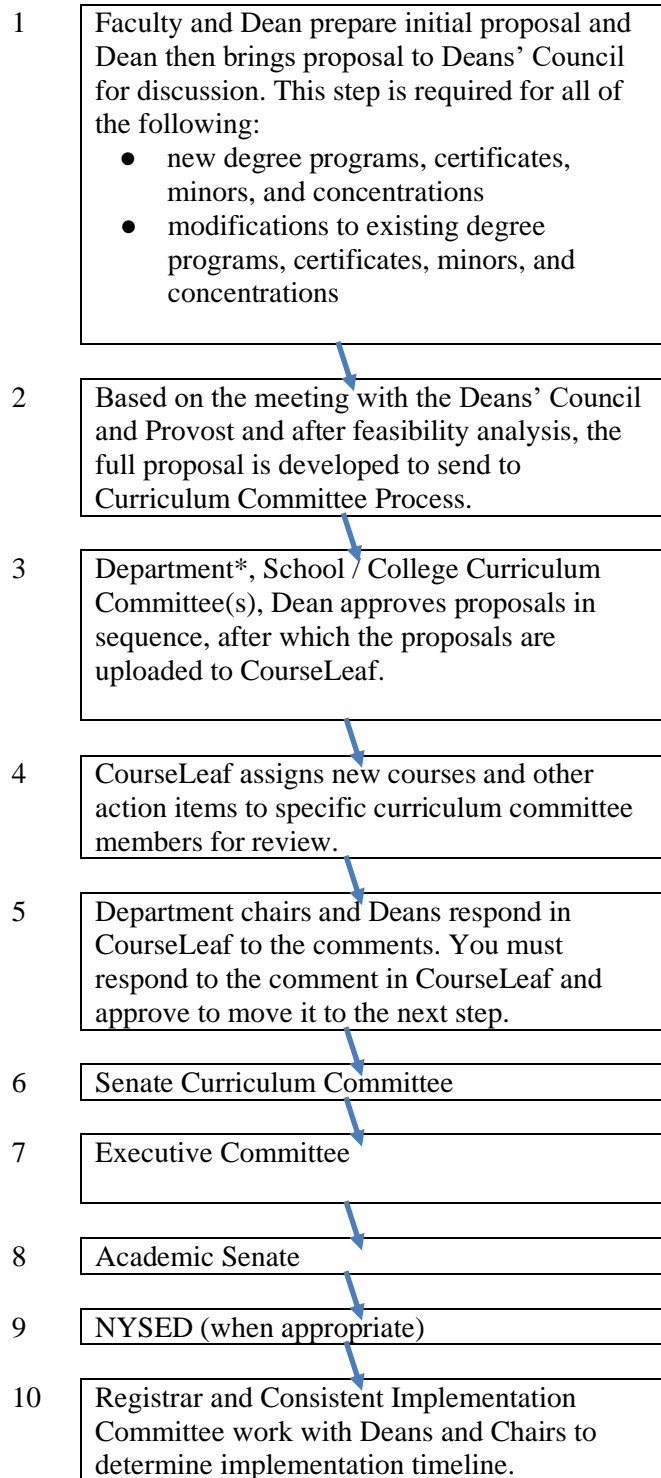 1 Faculty and Dean prepare initial proposal and
Dean then brings proposal to Deans’ Council
for discussion. This step is required for all of
the following:
● new degree programs, certificates,
minors, and concentrations
● modifications to existing degree
programs, certificates, minors, and
concentrations
2 Based on the meeting with the Deans’ Council
and Provost and after feasibility analysis, the
full proposal is developed to send to
Curriculum Committee Process.
3 Department*, School / College Curriculum
Committee(s), Dean approves proposals in
sequence, after which the proposals are
uploaded to CourseLeaf.
4 CourseLeaf assigns new courses and other
action items to specific curriculum committee
members for review.
5 Department chairs and Deans respond in
CourseLeaf to the comments. You must
respond to the comment in CourseLeaf and
approve to move it to the next step.
6 Senate Curriculum Committee
7 Executive Committee
8 Academic Senate
9 NYSED (when appropriate)
10 Registrar and Consistent Implementation
Committee work with Deans and Chairs to
determine implementation timeline.